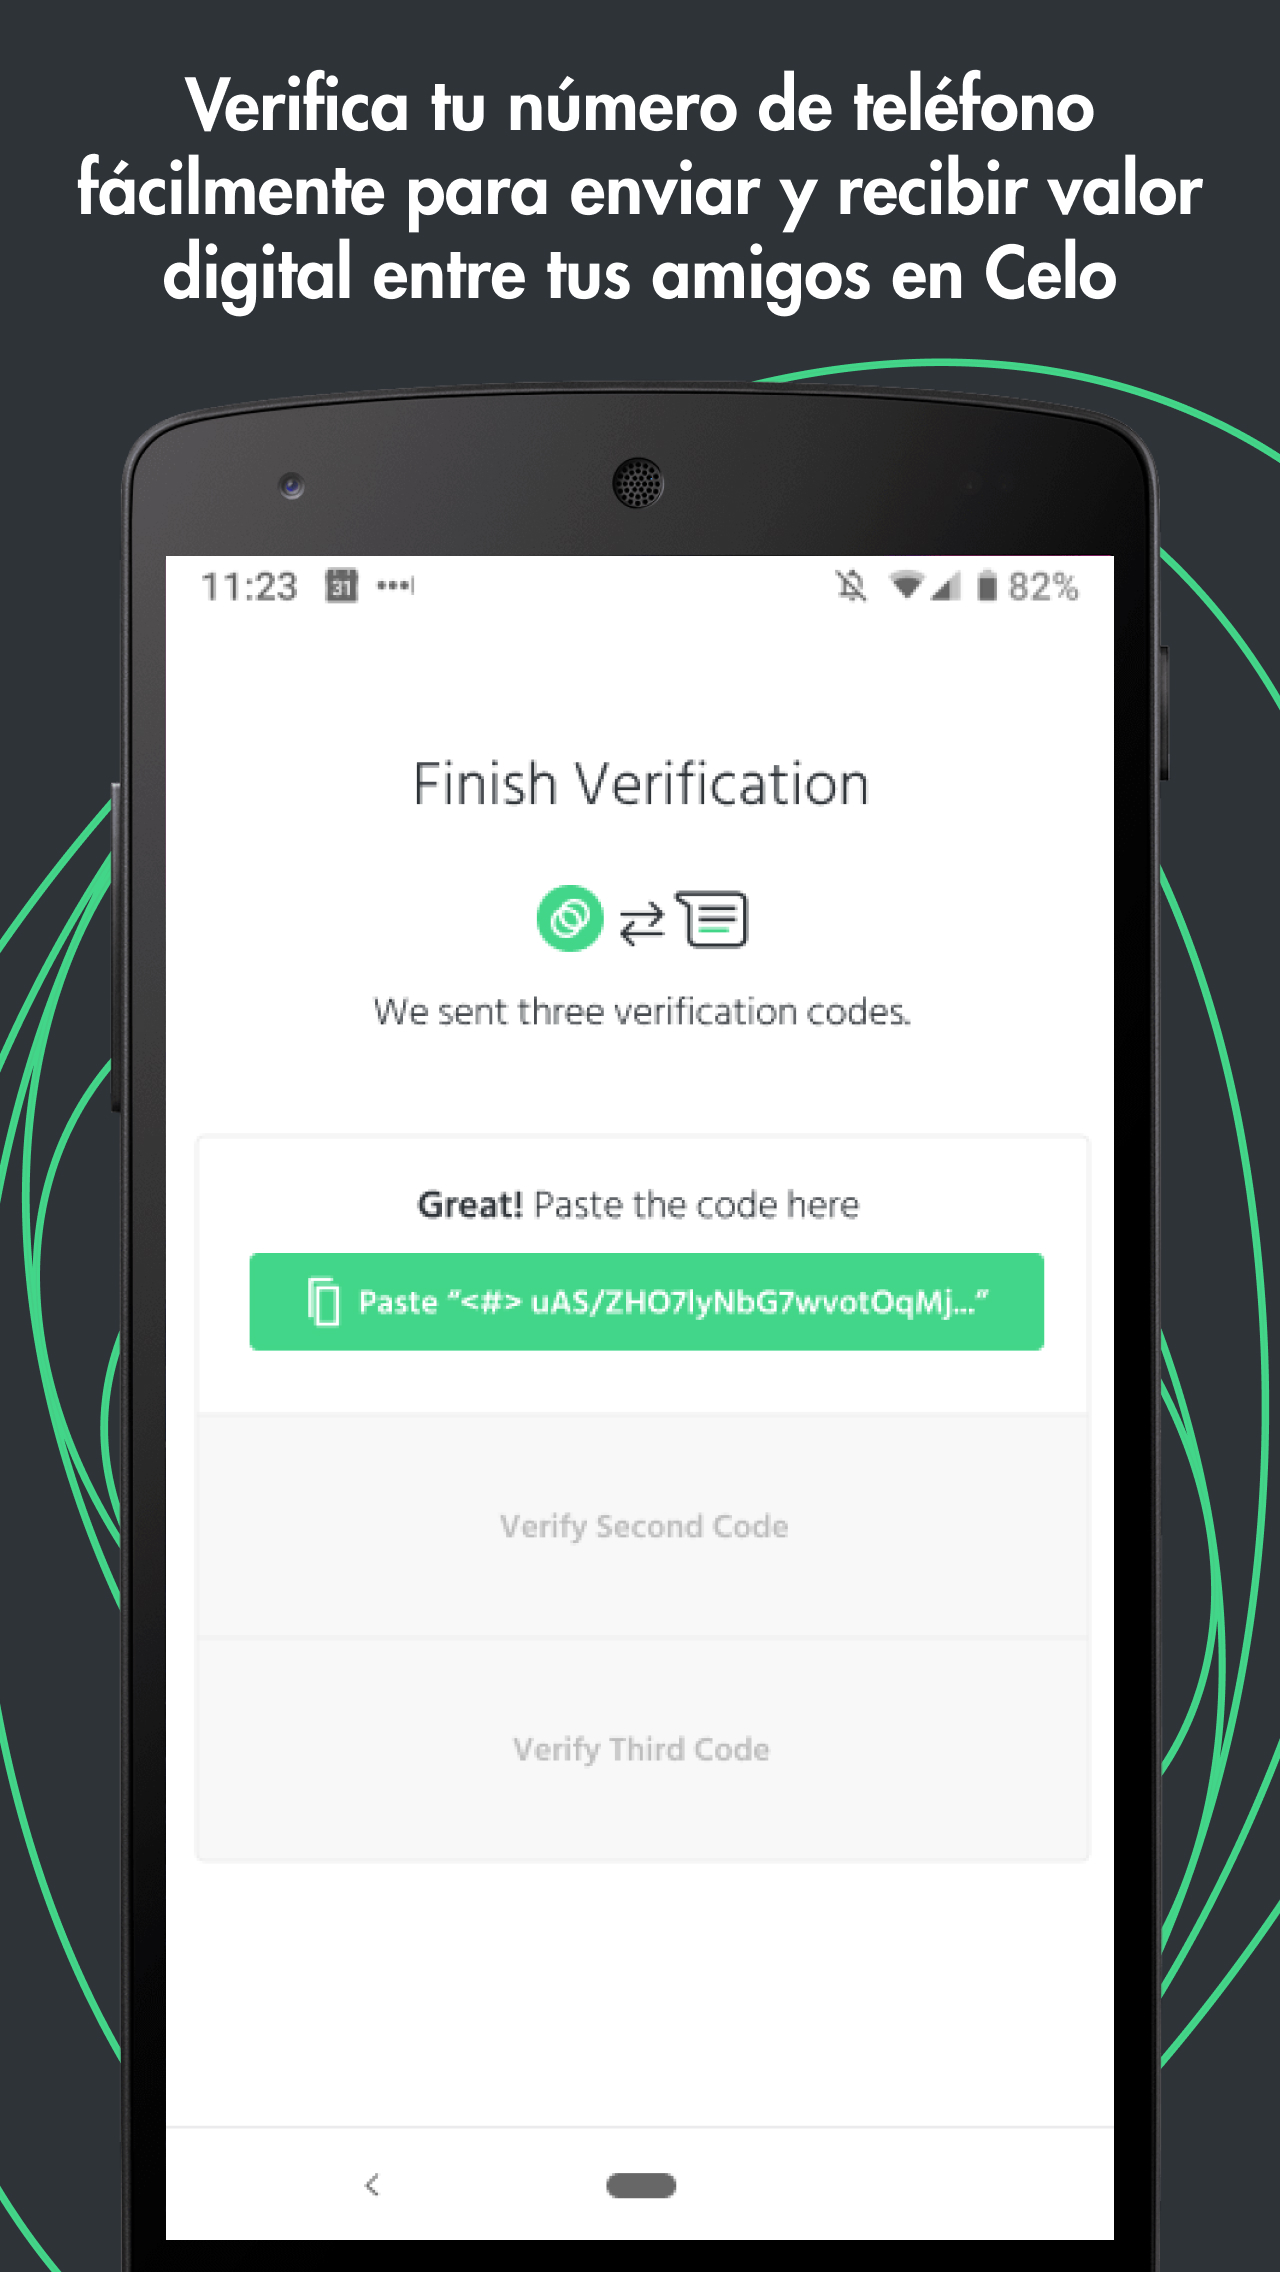 Verifica tu número de teléfono
fácilmente para enviar y recibir valor
digital entre tus amigos en Celo
11:23 31 82%
Finish Verification
We sent three verification codes.
Great! Paste the code here
Paste “<#> uAS/ZHO7lyNbG7wvotOqMj...”
Verify Second Code
Verify Third Code